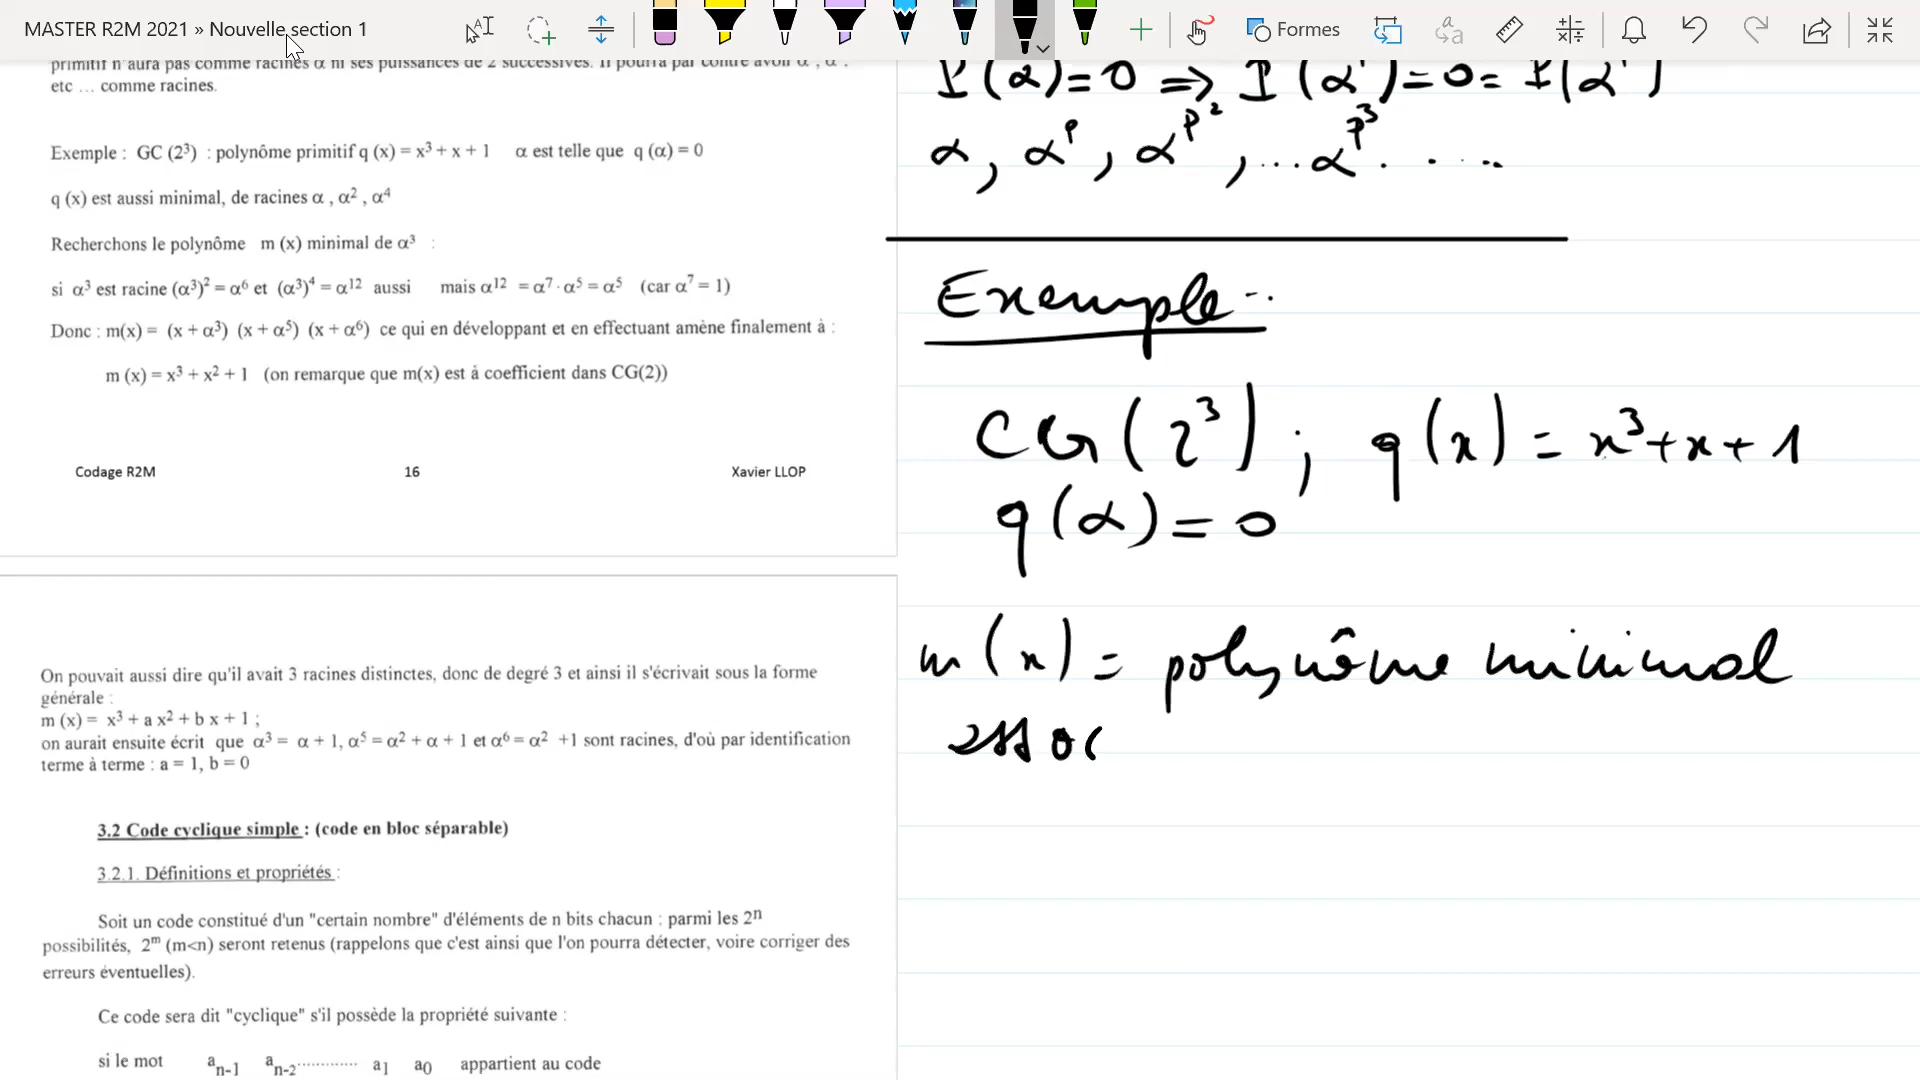 MASTER R2M 2021 » Nouvelle section 1
Formes
primitif n'aura pas comme racines α ni ses puissances de 2 successives. Il pourra par contre avoir
etc ... comme racines.
Exemple : GC (2³) : polynôme primitif q (x) = x³ + x + 1 α est telle que q (α) = 0
q (x) est aussi minimal, de racines α , α² , α⁴
Recherchons le polynôme m (x) minimal de α³ :
si α³ est racine (α³)² = α⁶ et (α³)⁴ = α¹² aussi mais α¹² = α⁷ · α⁵ = α⁵ (car α⁷ = 1)
Donc : m(x) = (x + α³) (x + α⁵) (x + α⁶) ce qui en développant et en effectuant amène finalement à :
m (x) = x³ + x² + 1 (on remarque que m(x) est à coefficient dans CG(2))
Codage R2M 16 Xavier LLOP
On pouvait aussi dire qu'il avait 3 racines distinctes, donc de degré 3 et ainsi il s'écrivait sous la forme
générale :
m (x) = x³ + a x² + b x + 1 ;
on aurait ensuite écrit que α³ = α + 1, α⁵ = α² + α + 1 et α⁶ = α² +1 sont racines, d'où par identification
terme à terme : a = 1, b = 0
3.2 Code cyclique simple : (code en bloc séparable)
3.2.1. Définitions et propriétés :
Soit un code constitué d'un "certain nombre" d'éléments de n bits chacun : parmi les 2ⁿ
possibilités, 2ᵐ (m<n) seront retenus (rappelons que c'est ainsi que l'on pourra détecter, voire corriger des
erreurs éventuelles).
Ce code sera dit "cyclique" s'il possède la propriété suivante :
si le mot aₙ₋₁ aₙ₋₂ ............ a₁ a₀ appartient au code
α, αᵖ, α^p², ... α^p³ . . ...
Exemple :
CG(2³) ; q(x) = x³+x+1
q(α) = 0
m(x) = polynôme minimal
assoc